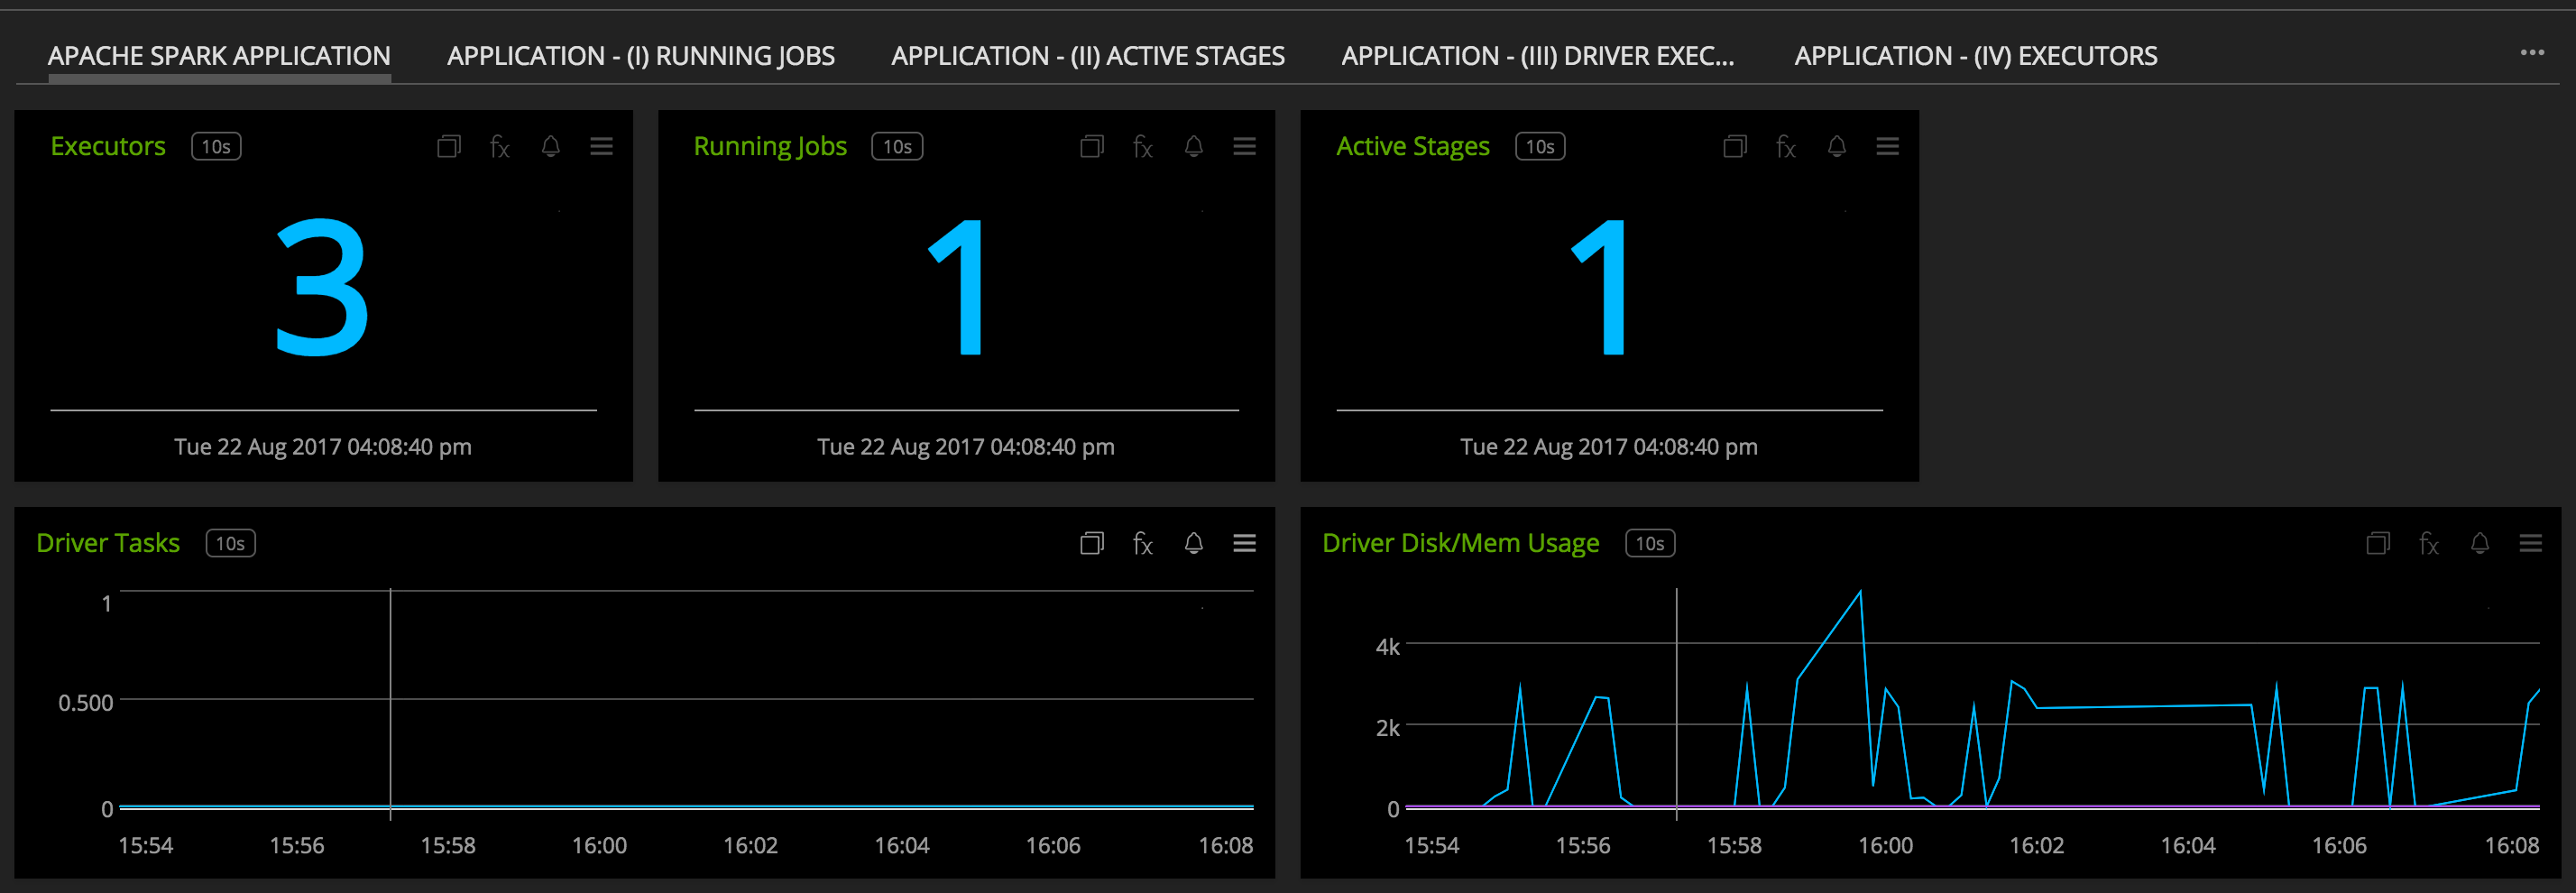 APACHE SPARK APPLICATION APPLICATION - (I) RUNNING JOBS APPLICATION - (II) ACTIVE STAGES APPLICATION - (III) DRIVER EXEC... APPLICATION - (IV) EXECUTORS ...
Executors 10s fx
3
Tue 22 Aug 2017 04:08:40 pm
Running Jobs 10s fx
1
Tue 22 Aug 2017 04:08:40 pm
Active Stages 10s fx
1
Tue 22 Aug 2017 04:08:40 pm
Driver Tasks 10s fx
1
0.500
0
15:54 15:56 15:58 16:00 16:02 16:04 16:06 16:08
Driver Disk/Mem Usage 10s fx
4k
2k
0
15:54 15:56 15:58 16:00 16:02 16:04 16:06 16:08